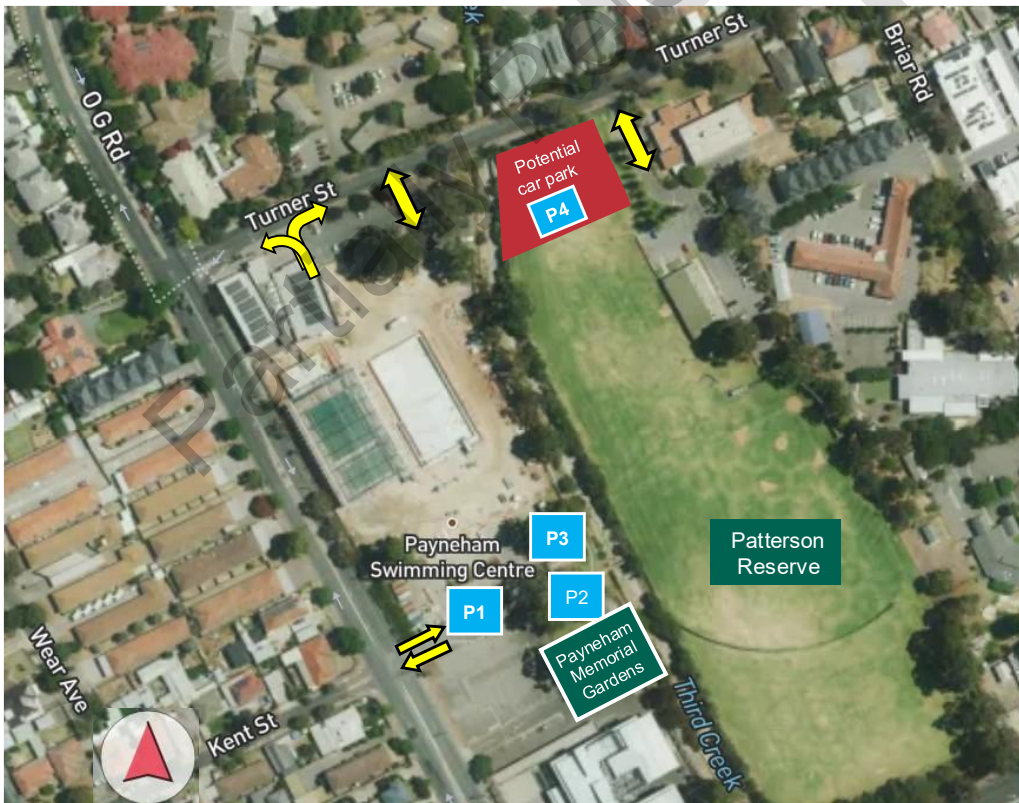 Turner St
Briar Rd
O G Rd
Potential
car park
P4
Turner St
Payneham
Swimming Centre
P3
P2
P1
Patterson
Reserve
Payneham
Memorial
Gardens
Wear Ave
Kent St
Third Creek